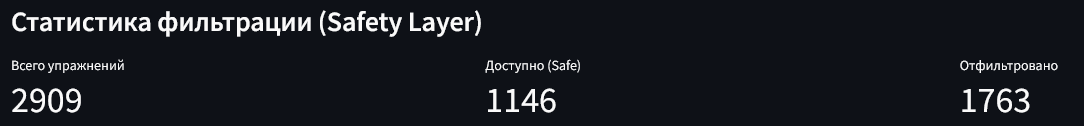 Статистика фильтрации (Safety Layer)
Всего упражнений
Доступно (Safe)
Отфильтровано
2909
1146
1763